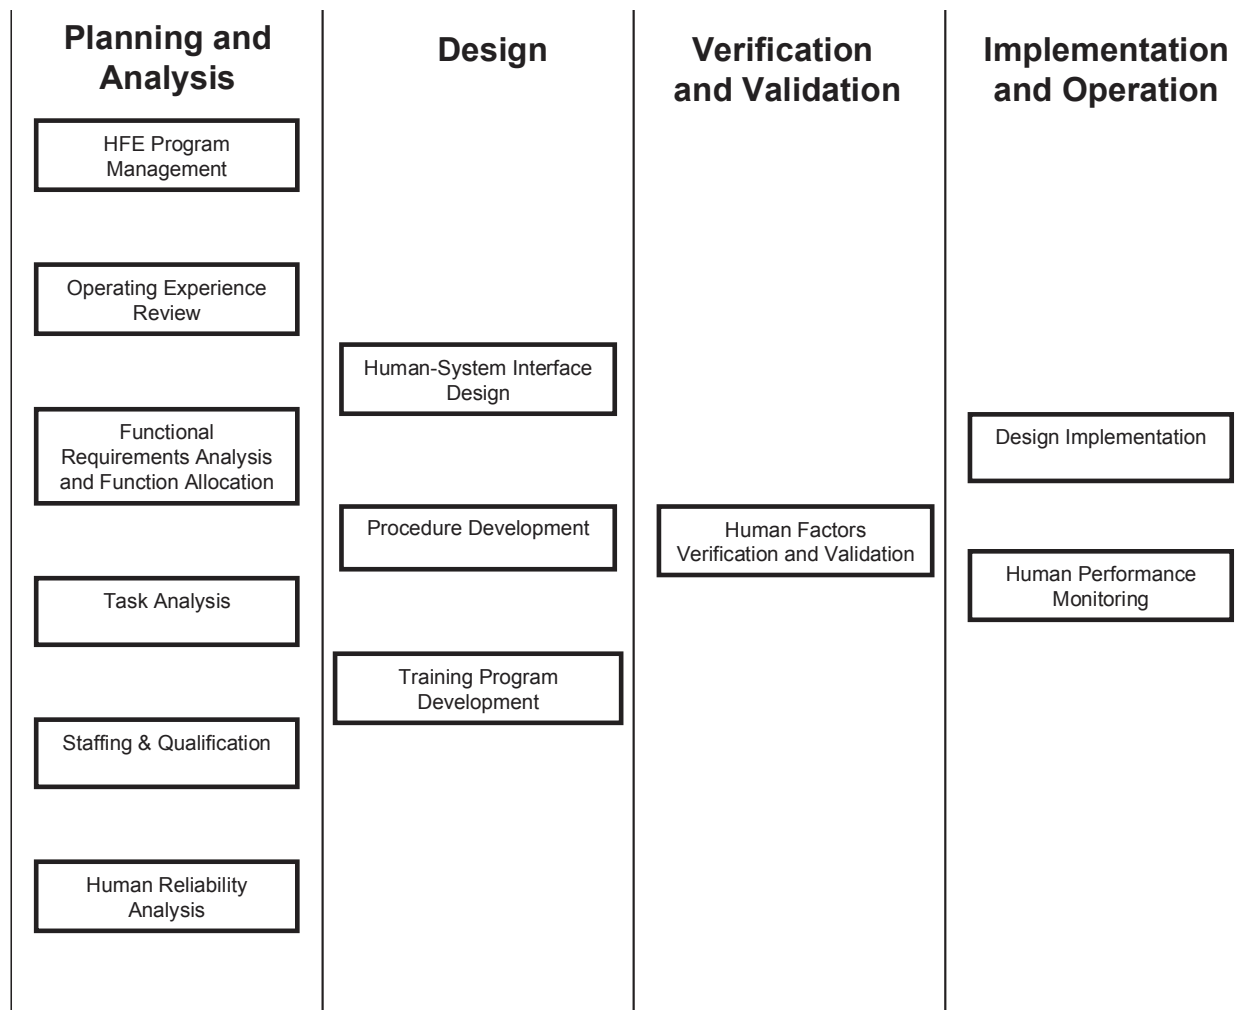 Planning and
Analysis
HFE Program
Management
Operating Experience
Review
Functional
Requirements Analysis
and Function Allocation
Task Analysis
Staffing & Qualification
Human Reliability
Analysis
Design
Human-System Interface
Design
Procedure Development
Training Program
Development
Verification
and Validation
Human Factors
Verification and Validation
Implementation
and Operation
Design Implementation
Human Performance
Monitoring